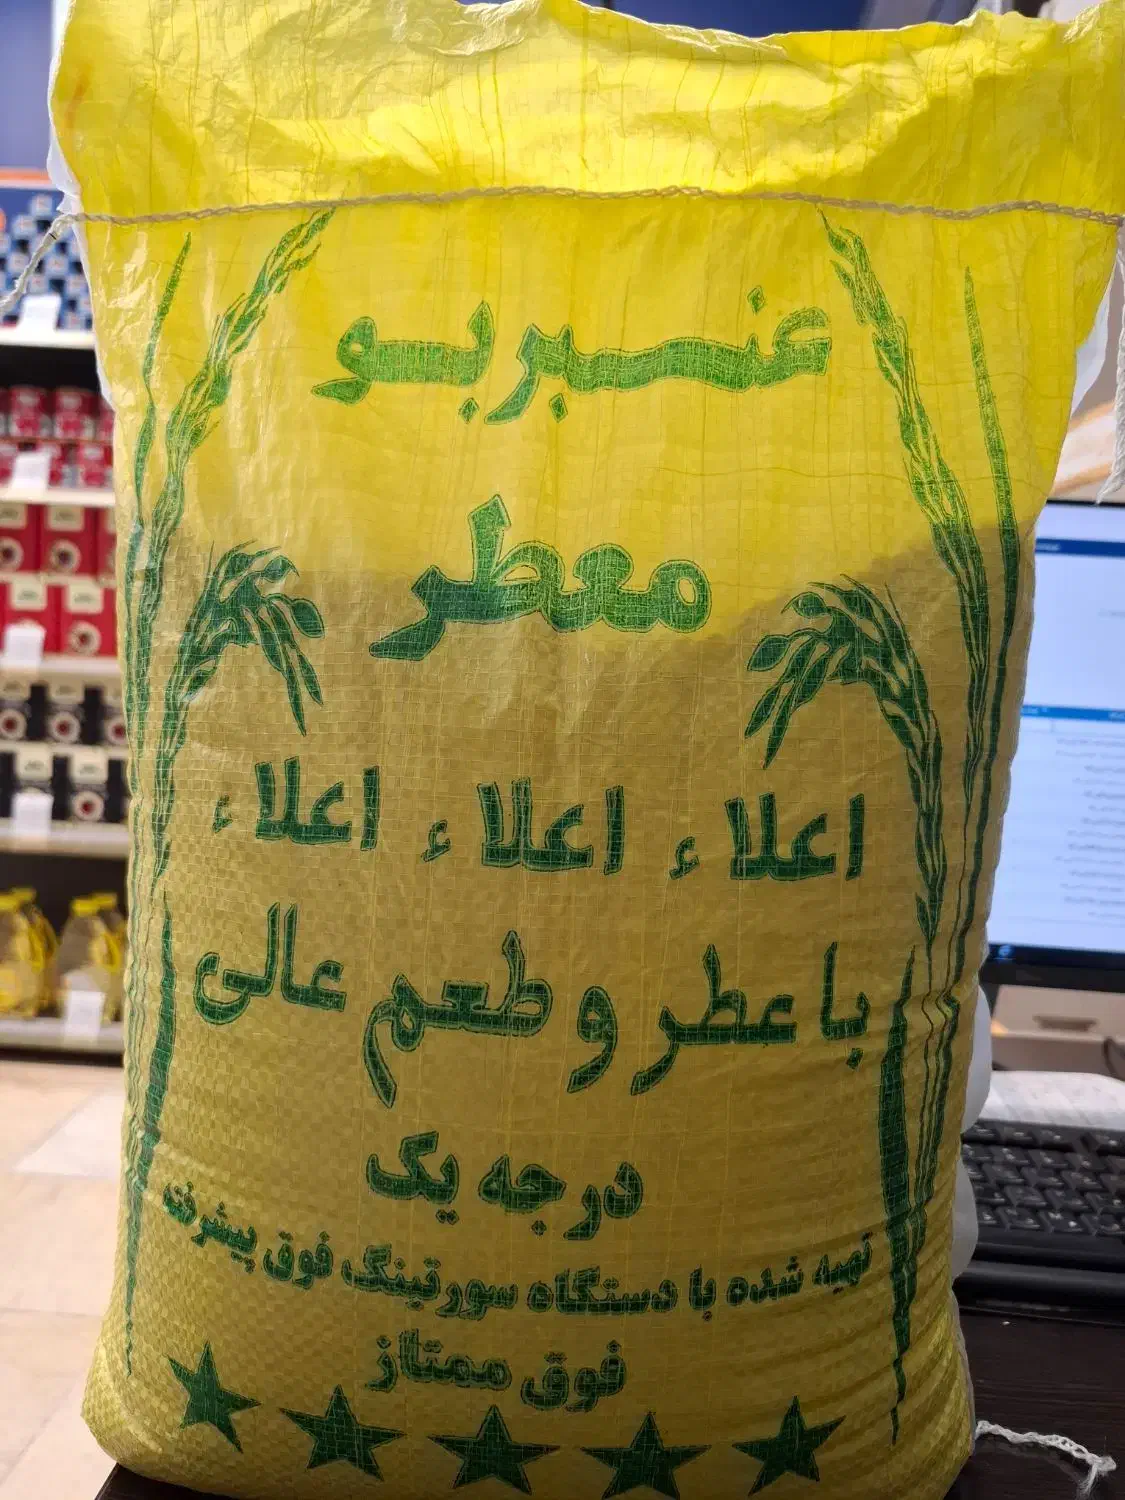 عنبربو
معطر
اعلاء اعلاء اعلاء
با عطر و طعم عالی
درجه یک
تهیه شده با دستگاه سورتینگ فوق پیشرفته
فوق ممتاز